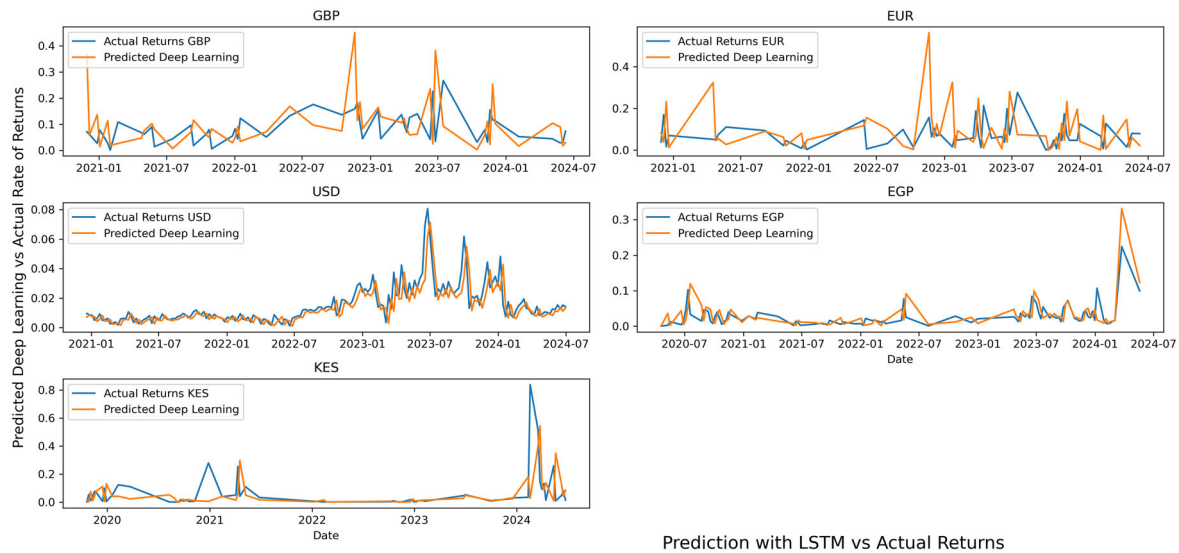 GBP
Actual Returns GBP
Predicted Deep Learning
0.4
0.3
0.2
0.1
0.0
2021-01 2021-07 2022-01 2022-07 2023-01 2023-07 2024-01 2024-07
EUR
Actual Returns EUR
Predicted Deep Learning
0.4
0.2
0.0
2021-01 2021-07 2022-01 2022-07 2023-01 2023-07 2024-01 2024-07
Predicted Deep Learning vs Actual Rate of Returns
USD
Actual Returns USD
Predicted Deep Learning
0.08
0.06
0.04
0.02
0.00
2021-01 2021-07 2022-01 2022-07 2023-01 2023-07 2024-01 2024-07
EGP
Actual Returns EGP
Predicted Deep Learning
0.3
0.2
0.1
0.0
2020-07 2021-01 2021-07 2022-01 2022-07 2023-01 2023-07 2024-01 2024-07
Date
KES
Actual Returns KES
Predicted Deep Learning
0.8
0.6
0.4
0.2
0.0
2020 2021 2022 2023 2024
Date
Prediction with LSTM vs Actual Returns